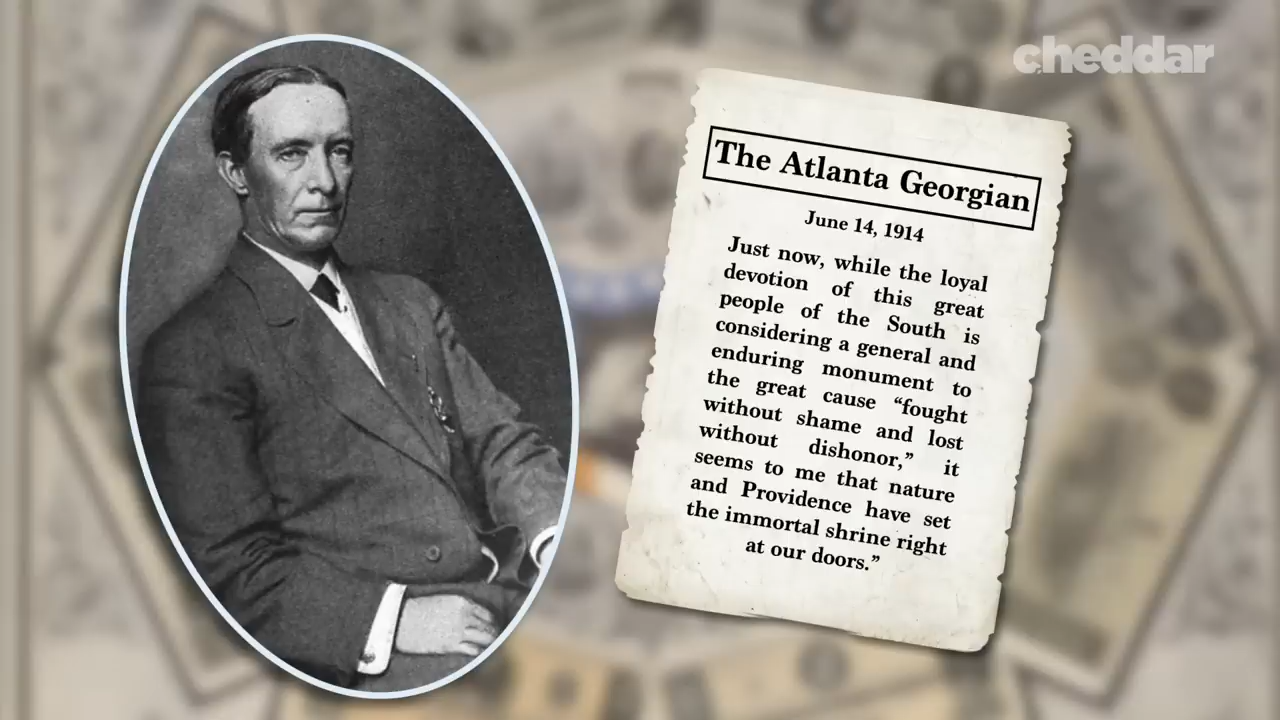 cheddar
The Atlanta Georgian
June 14, 1914
Just now, while the loyal
devotion of this great
people of the South is
considering a general and
enduring monument to
the great cause “fought
without shame and lost
without dishonor,” it
seems to me that nature
and Providence have set
the immortal shrine right
at our doors.”